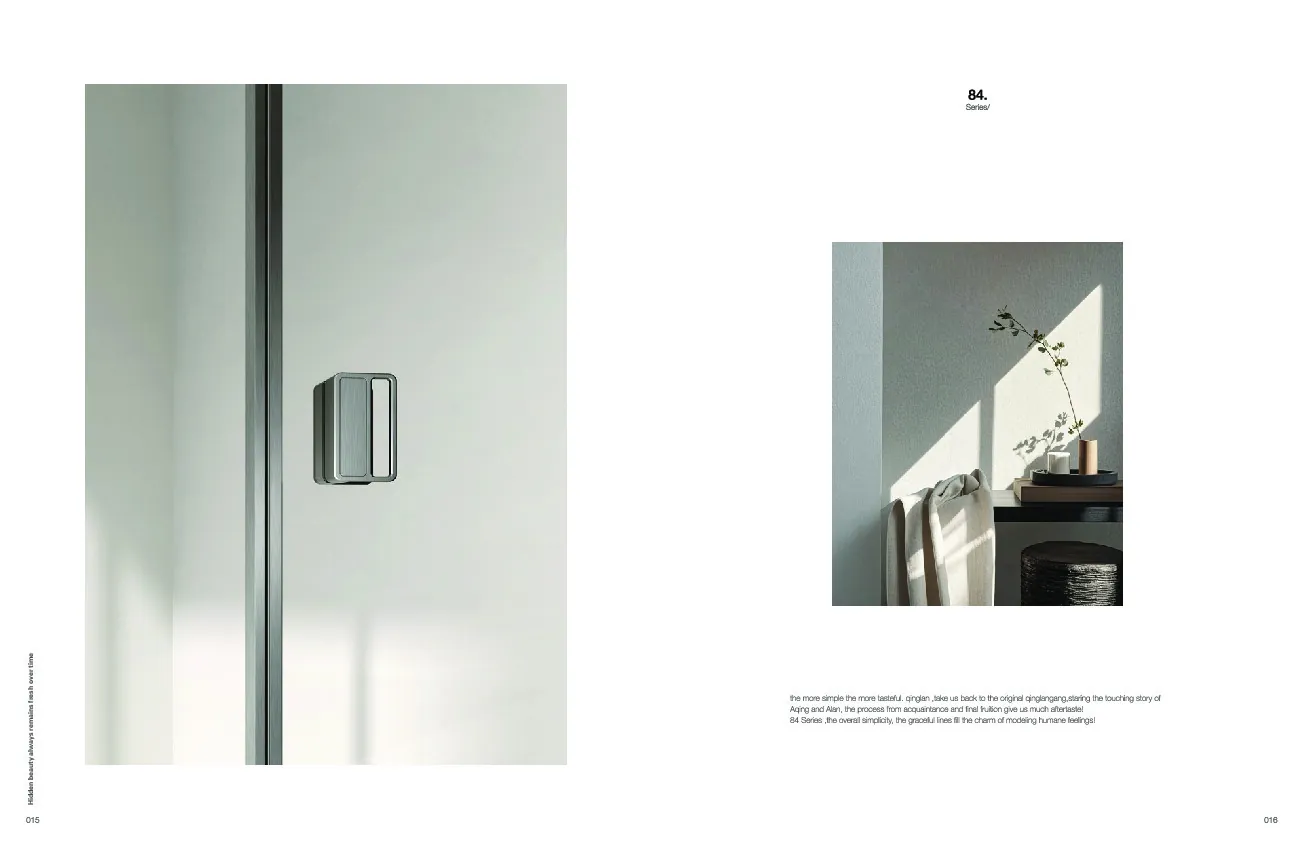 Hidden beauty always remains fresh over time
015
84.
Series/
the more simple the more tasteful. qinglan ,take us back to the original qinglangang,staring the touching story of
Aqing and Alan, the process from acquaintance and final fruition give us much aftertaste!
84 Series ,the overall simplicity, the graceful lines fill the charm of modeling humane feelings!
016